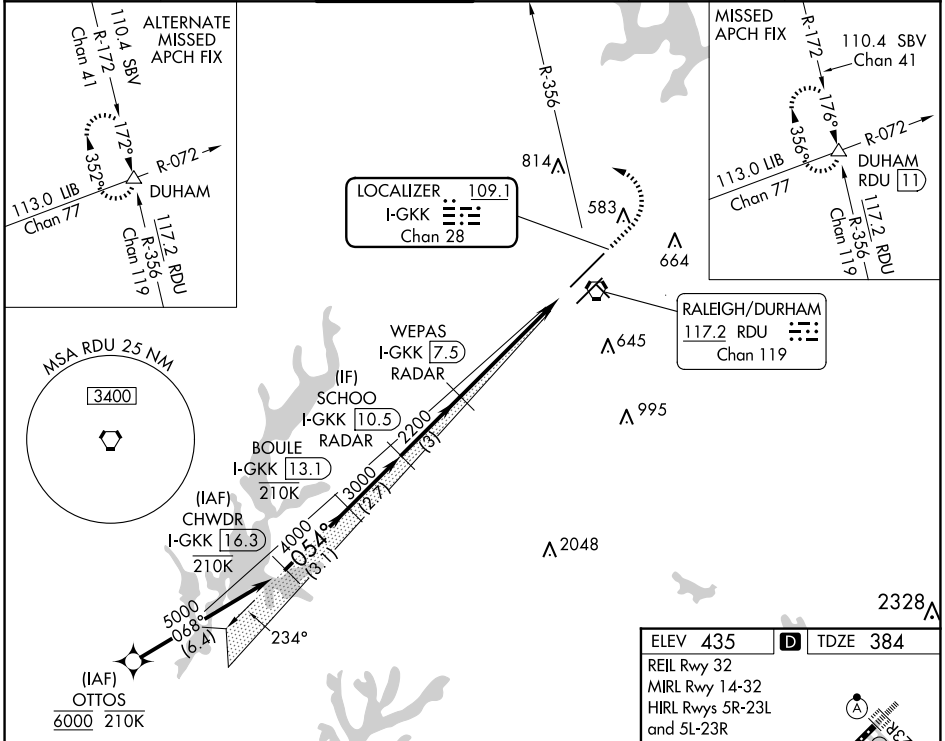 ALTERNATE
MISSED
APCH FIX
110.4 SBV
Chan 41
R-172
172°
352°
R-072
DUHAM
113.0 LIB
Chan 77
117.2 RDU
R-356
Chan 119
R-356
MISSED
APCH FIX
R-172
110.4 SBV
Chan 41
176°
356°
R-072
DUHAM
RDU 11
113.0 LIB
Chan 77
117.2 RDU
R-356
Chan 119
LOCALIZER 109.1
I-GKK
Chan 28
814
583
664
RALEIGH/DURHAM
117.2 RDU
Chan 119
645
995
2048
2328
MSA RDU 25 NM
3400
WEPAS
I-GKK 7.5
RADAR
(IF)
SCHOO
I-GKK 10.5
RADAR
BOULE
I-GKK 13.1
210K
(IAF)
CHWDR
I-GKK 16.3
210K
2200
(3)
3000
(2.7)
4000
054°
(3.1)
5000
068°
(6.4)
234°
(IAF)
OTTOS
6000 210K
ELEV 435 D TDZE 384
REIL Rwy 32
MIRL Rwy 14-32
HIRL Rwys 5R-23L
and 5L-23R
A
23R